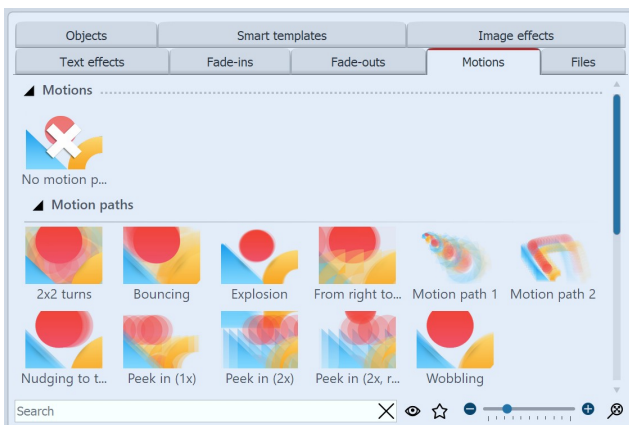 Objects Smart templates Image effects
Text effects Fade-ins Fade-outs Motions Files
Motions
No motion p...
Motion paths
2x2 turns Bouncing Explosion From right to... Motion path 1 Motion path 2
Nudging to t... Peek in (1x) Peek in (2x) Peek in (2x, r... Wobbling
Search